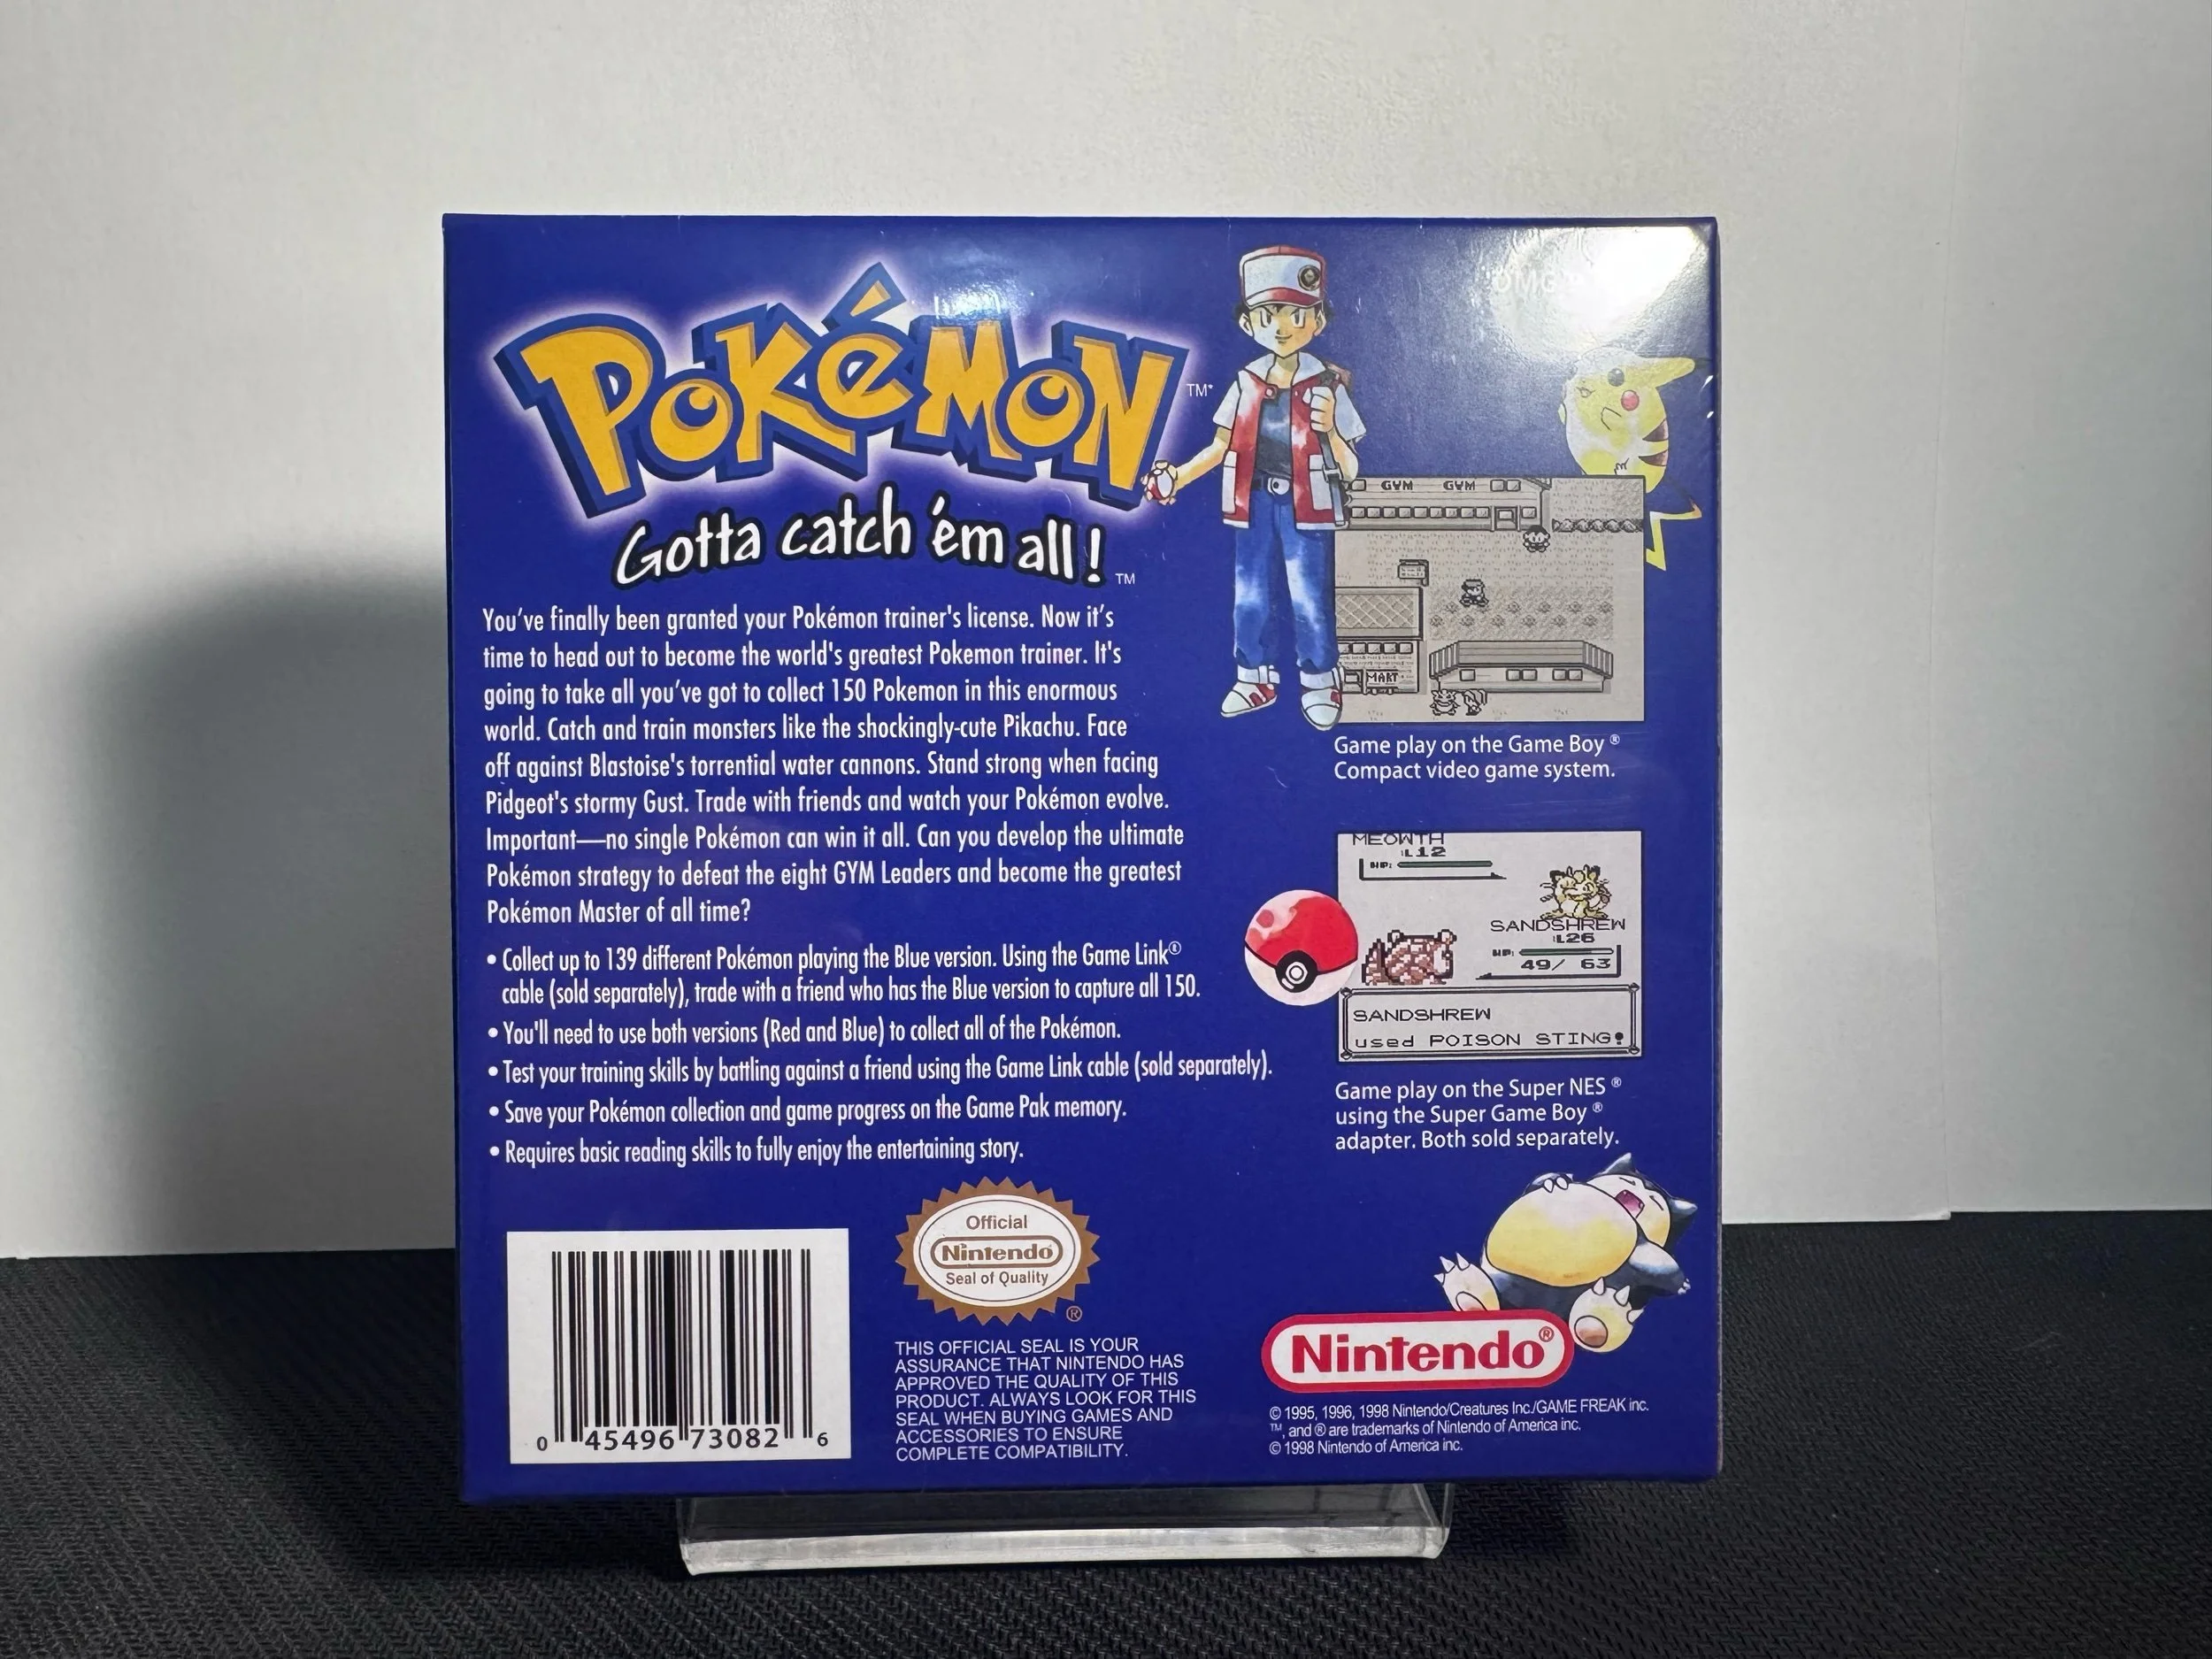 DMG
POKéMON
TM
Gotta catch 'em all!
TM
You've finally been granted your Pokémon trainer's license. Now it's
time to head out to become the world's greatest Pokemon trainer. It's
going to take all you've got to collect 150 Pokemon in this enormous
world. Catch and train monsters like the shockingly-cute Pikachu. Face
off against Blastoise's torrential water cannons. Stand strong when facing
Pidgeot's stormy Gust. Trade with friends and watch your Pokémon evolve.
Important—no single Pokémon can win it all. Can you develop the ultimate
Pokémon strategy to defeat the eight GYM Leaders and become the greatest
Pokémon Master of all time?
• Collect up to 139 different Pokémon playing the Blue version. Using the Game Link®
cable (sold separately), trade with a friend who has the Blue version to capture all 150.
• You'll need to use both versions (Red and Blue) to collect all of the Pokémon.
• Test your training skills by battling against a friend using the Game Link cable (sold separately).
• Save your Pokémon collection and game progress on the Game Pak memory.
• Requires basic reading skills to fully enjoy the entertaining story.
GYM GYM
MART
Game play on the Game Boy ®
Compact video game system.
MEOWTH
:L12
HP:
SANDSHREW
:L26
HP:
49/ 63
SANDSHREW
used POISON STING!
Game play on the Super NES ®
using the Super Game Boy ®
adapter. Both sold separately.
0 45496 73082 6
Official
Nintendo
Seal of Quality
®
THIS OFFICIAL SEAL IS YOUR
ASSURANCE THAT NINTENDO HAS
APPROVED THE QUALITY OF THIS
PRODUCT. ALWAYS LOOK FOR THIS
SEAL WHEN BUYING GAMES AND
ACCESSORIES TO ENSURE
COMPLETE COMPATIBILITY.
Nintendo®
© 1995, 1996, 1998 Nintendo/Creatures Inc./GAME FREAK inc.
TM, and ® are trademarks of Nintendo of America inc.
© 1998 Nintendo of America inc.